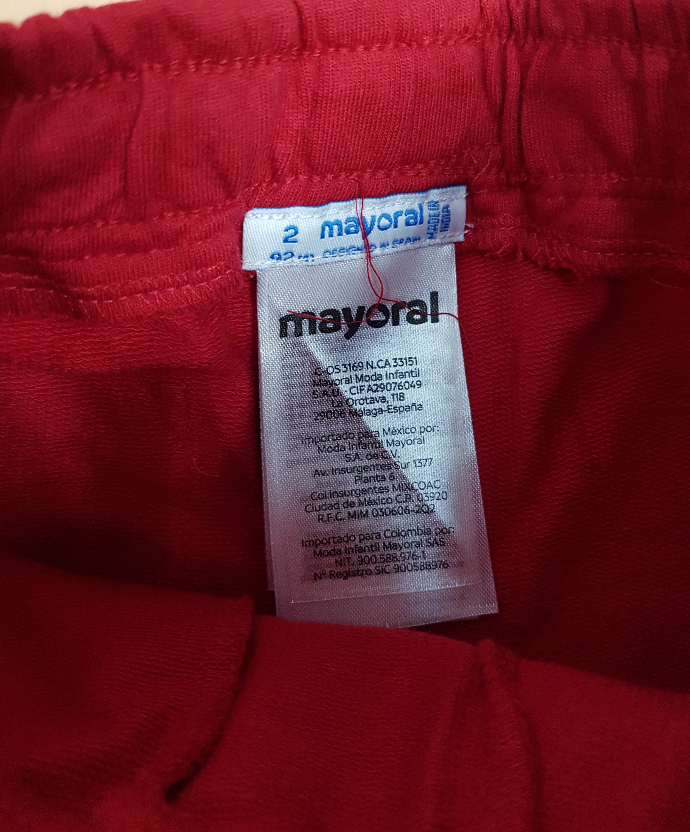 2 mayoral MADE IN INDIA
92 cm DESIGNED IN SPAIN
mayoral
C-OS3169 N.CA 33151
Mayoral Moda Infantil
S.A.U.-CIF A29076049
La Orotava, 118
29006 Málaga-España
Importado para México por:
Moda Infantil Mayoral
S.A. de C.V.
Av. Insurgentes Sur 1377
Planta 6
Col.Insurgentes MIXCOAC
Ciudad de México C.P. 03920
R.F.C. MIM 030606-2Q2
Importado para Colombia por:
Moda Infantil Mayoral SAS
NIT. 900.588.976-1
Nº Registro SIC 900588976